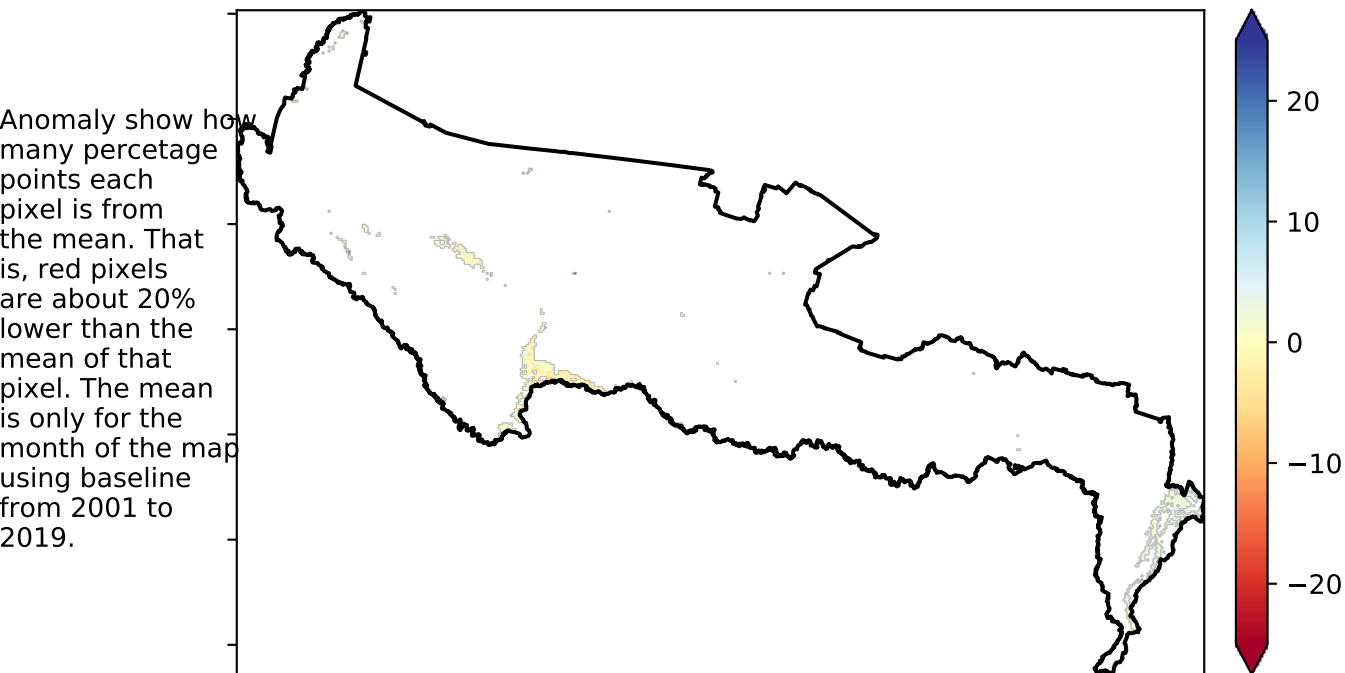 Anomaly show how
many percetage
points each
pixel is from
the mean. That
is, red pixels
are about 20%
lower than the
mean of that
pixel. The mean
is only for the
month of the map
using baseline
from 2001 to
2019.
20
10
0
−10
−20